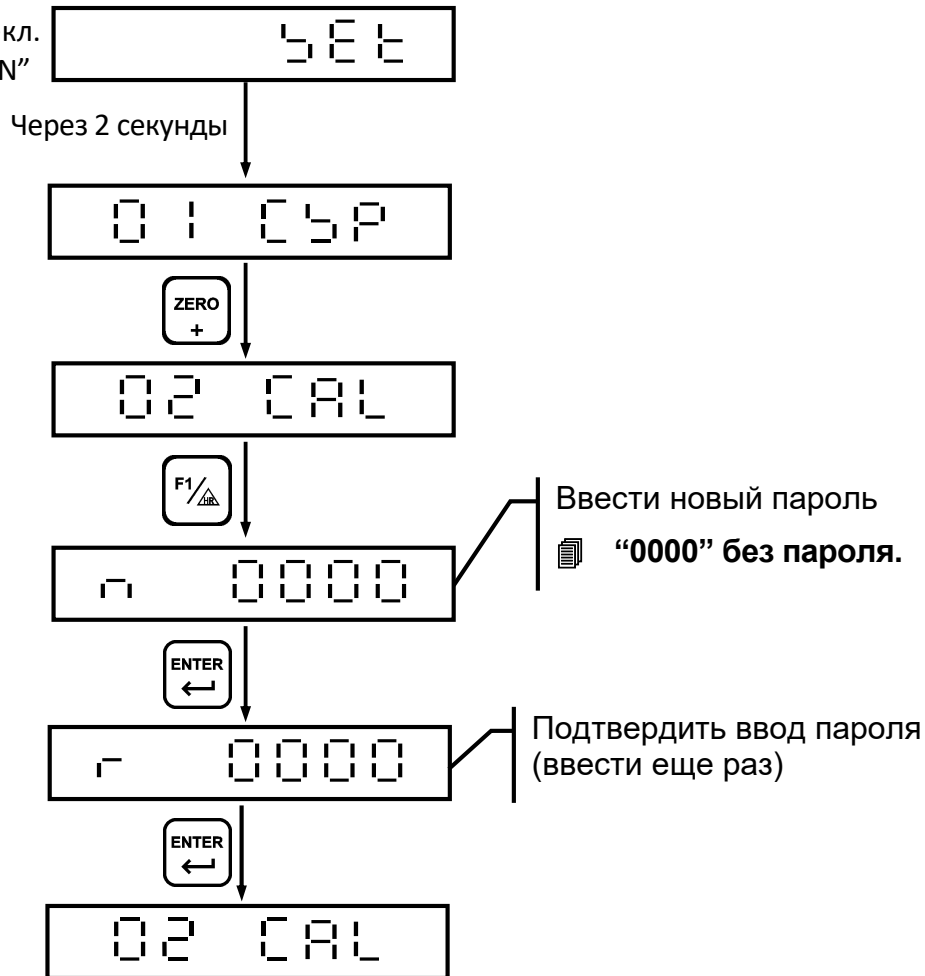 кл.
N”
SEt
Через 2 секунды
01 CSP
ZERO
+
02 CAL
F1/HR
n 0000
Ввести новый пароль
“0000” без пароля.
ENTER
r 0000
Подтвердить ввод пароля
(ввести еще раз)
ENTER
02 CAL